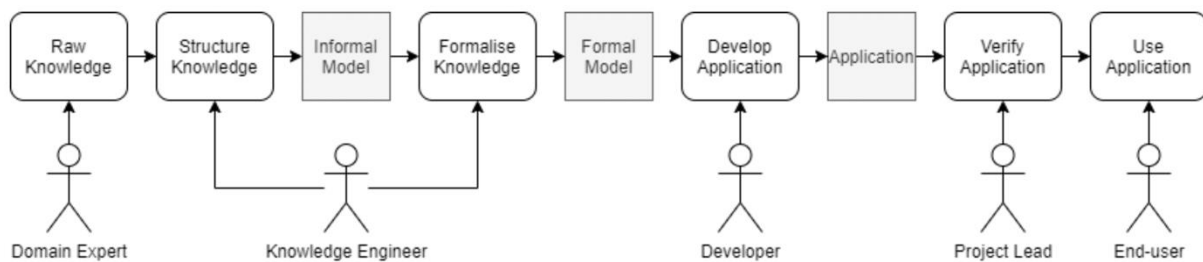 Raw
Knowledge
Structure
Knowledge
Informal
Model
Formalise
Knowledge
Formal
Model
Develop
Application
Application
Verify
Application
Use
Application
Domain Expert
Knowledge Engineer
Developer
Project Lead
End-user